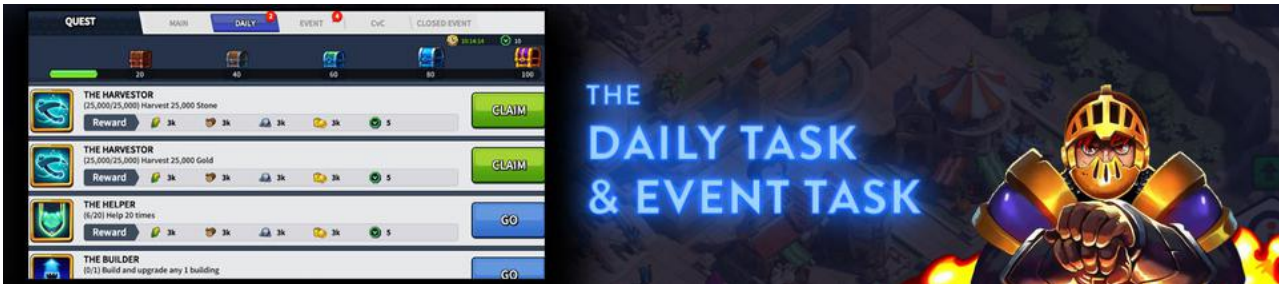 QUEST
MAIN
DAILY 2
EVENT 4
CvC
CLOSED EVENT
10:14:14 10
20 40 60 80 100
THE HARVESTOR
(25,000/25,000) Harvest 25,000 Stone
Reward 3k 3k 3k 3k 5
CLAIM
THE HARVESTOR
(25,000/25,000) Harvest 25,000 Gold
Reward 3k 3k 3k 3k 5
CLAIM
THE HELPER
(6/20) Help 20 times
Reward 3k 3k 3k 3k 5
GO
THE BUILDER
(0/1) Build and upgrade any 1 building
GO
THE
DAILY TASK
& EVENT TASK